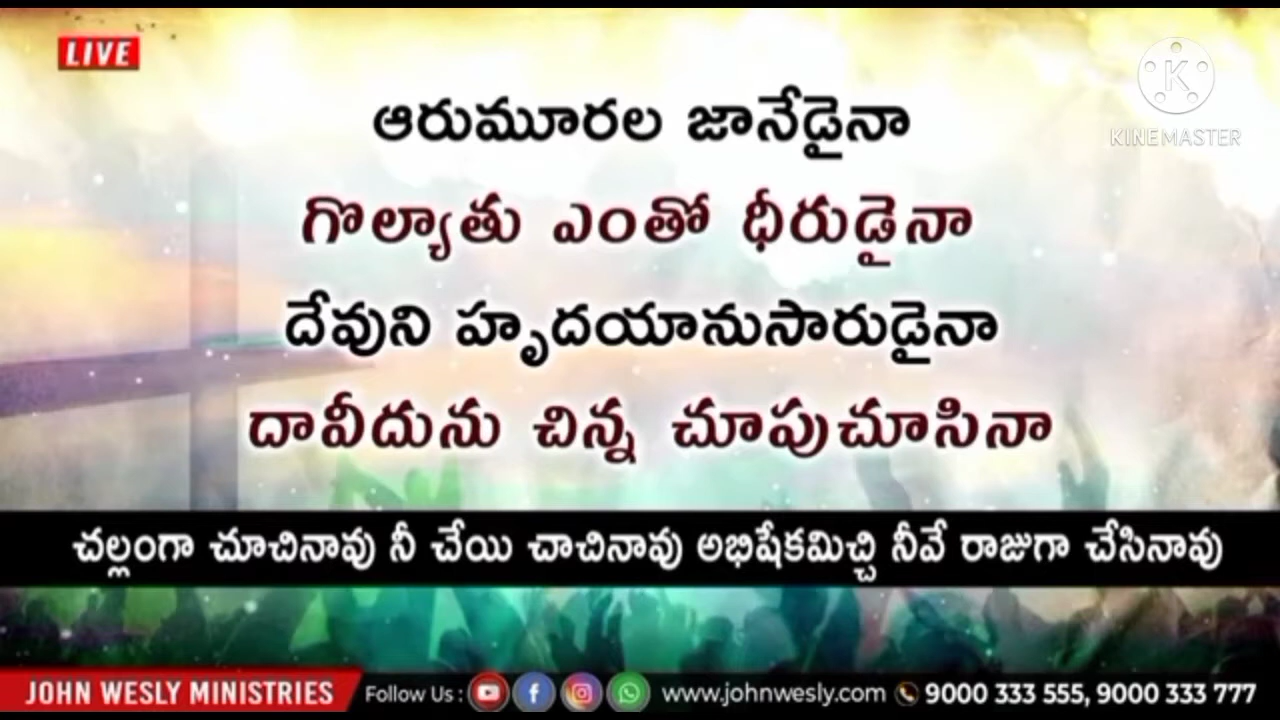 LIVE
K
KINEMASTER
ఆరుమూరల జానేడైనా
గొల్యాతు ఎంతో ధీరుడైనా
దేవుని హృదయానుసారుడైనా
దావీదును చిన్న చూపుచూసినా
చల్లంగా చూచినావు నీ చేయి చాచినావు అభిషేకమిచ్చి నీవే రాజుగా చేసినావు
JOHN WESLY MINISTRIES Follow Us : www.johnwesly.com 9000 333 555, 9000 333 777